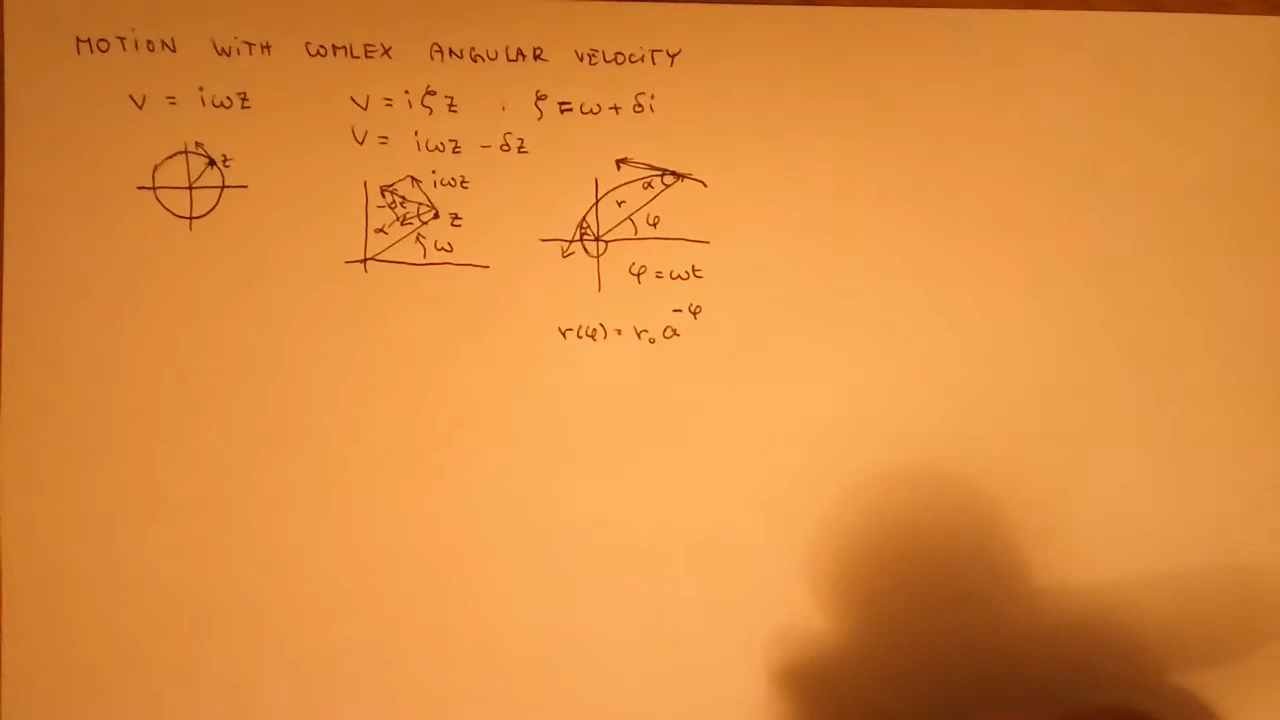 MOTION WITH COMLEX ANGULAR VELOCITY
v = iωz
v = iζz , ζ = ω + δi
v = iωz - δz
z
iωz
-δz
z
α
ω
α
r
φ
φ = ωt
r(φ) = r₀ a^-φ